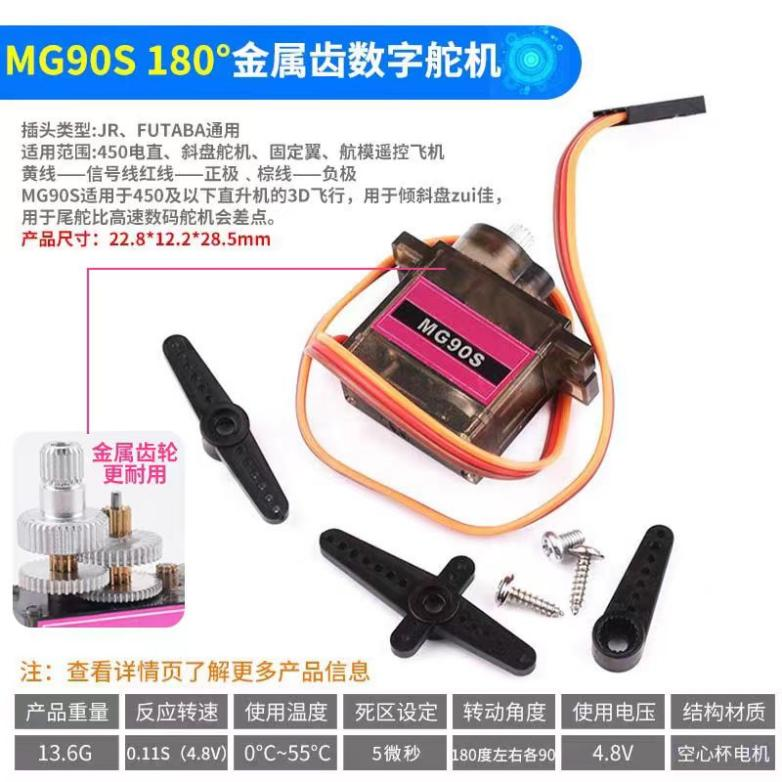 MG90S 180°金属齿数字舵机
插头类型:JR、FUTABA通用
适用范围:450电直、斜盘舵机、固定翼、航模遥控飞机
黄线——信号线红线——正极 、棕线——负极
MG90S适用于450及以下直升机的3D飞行，用于倾斜盘zui佳，
用于尾舵比高速数码舵机会差点。
产品尺寸：22.8*12.2*28.5mm
MG90S
金属齿轮
更耐用
注：查看详情页了解更多产品信息
产品重量 反应转速 使用温度 死区设定 转动角度 使用电压 结构材质
13.6G 0.11S（4.8V） 0°C~55°C 5微秒 180度左右各90 4.8V 空心杯电机